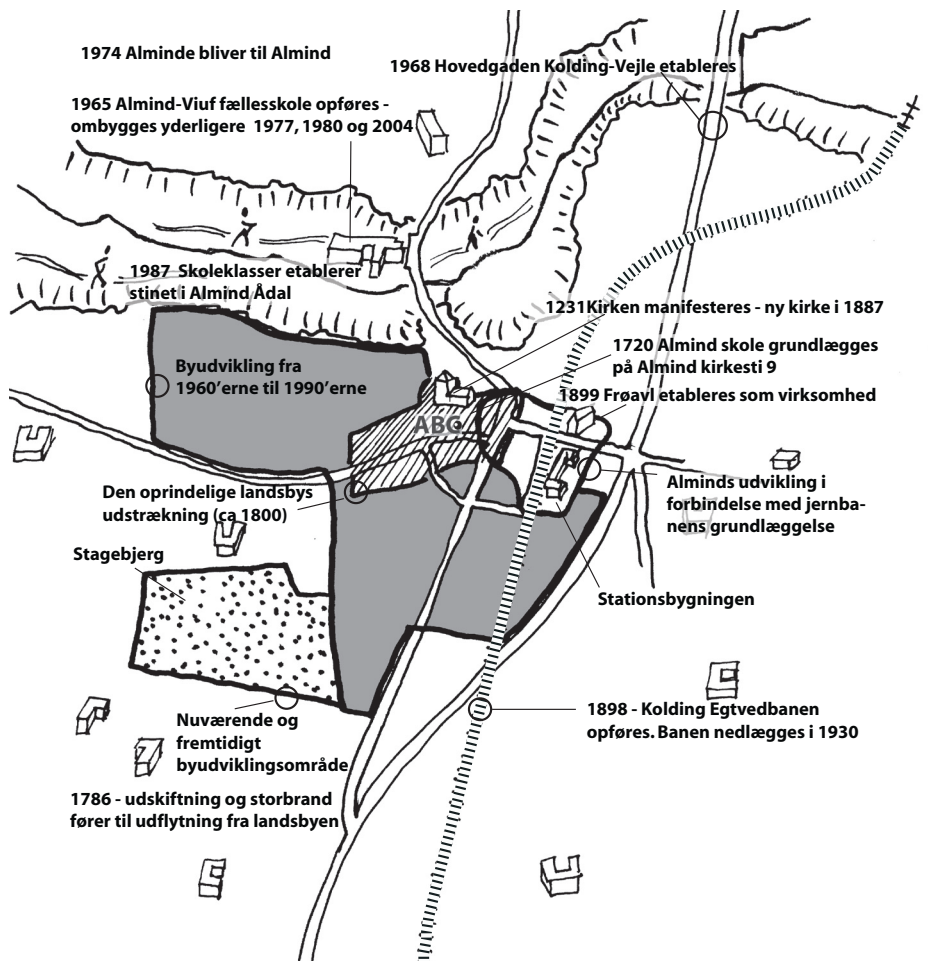 1974 Alminde bliver til Almind
1968 Hovedgaden Kolding-Vejle etableres
1965 Almind-Viuf fællesskole opføres -
ombygges yderligere 1977, 1980 og 2004
1987 Skoleklasser etablerer
stinet i Almind Ådal
1231Kirken manifesteres - ny kirke i 1887
1720 Almind skole grundlægges
på Almind kirkesti 9
Byudvikling fra
1960'erne til 1990'erne
1899 Frøavl etableres som virksomhed
ABC
Den oprindelige landsbys
udstrækning (ca 1800)
Alminds udvikling i
forbindelse med jernba-
nens grundlæggelse
Stagebjerg
Stationsbygningen
Nuværende og
fremtidigt
byudviklingsområde
1898 - Kolding Egtvedbanen
opføres. Banen nedlægges i 1930
1786 - udskiftning og storbrand
fører til udflytning fra landsbyen